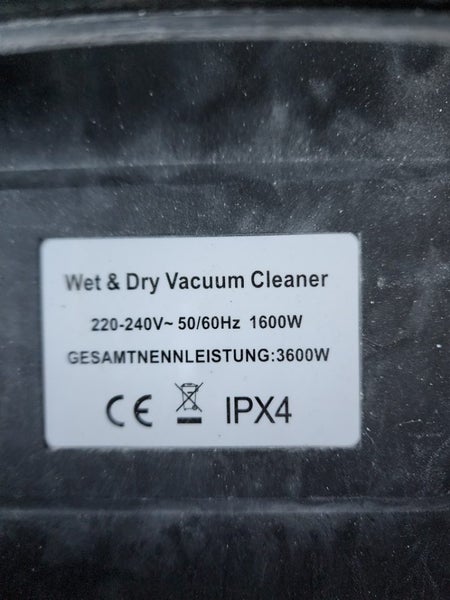 Wet & Dry Vacuum Cleaner
220-240V~ 50/60Hz 1600W
GESAMTNENNLEISTUNG:3600W
CE IPX4